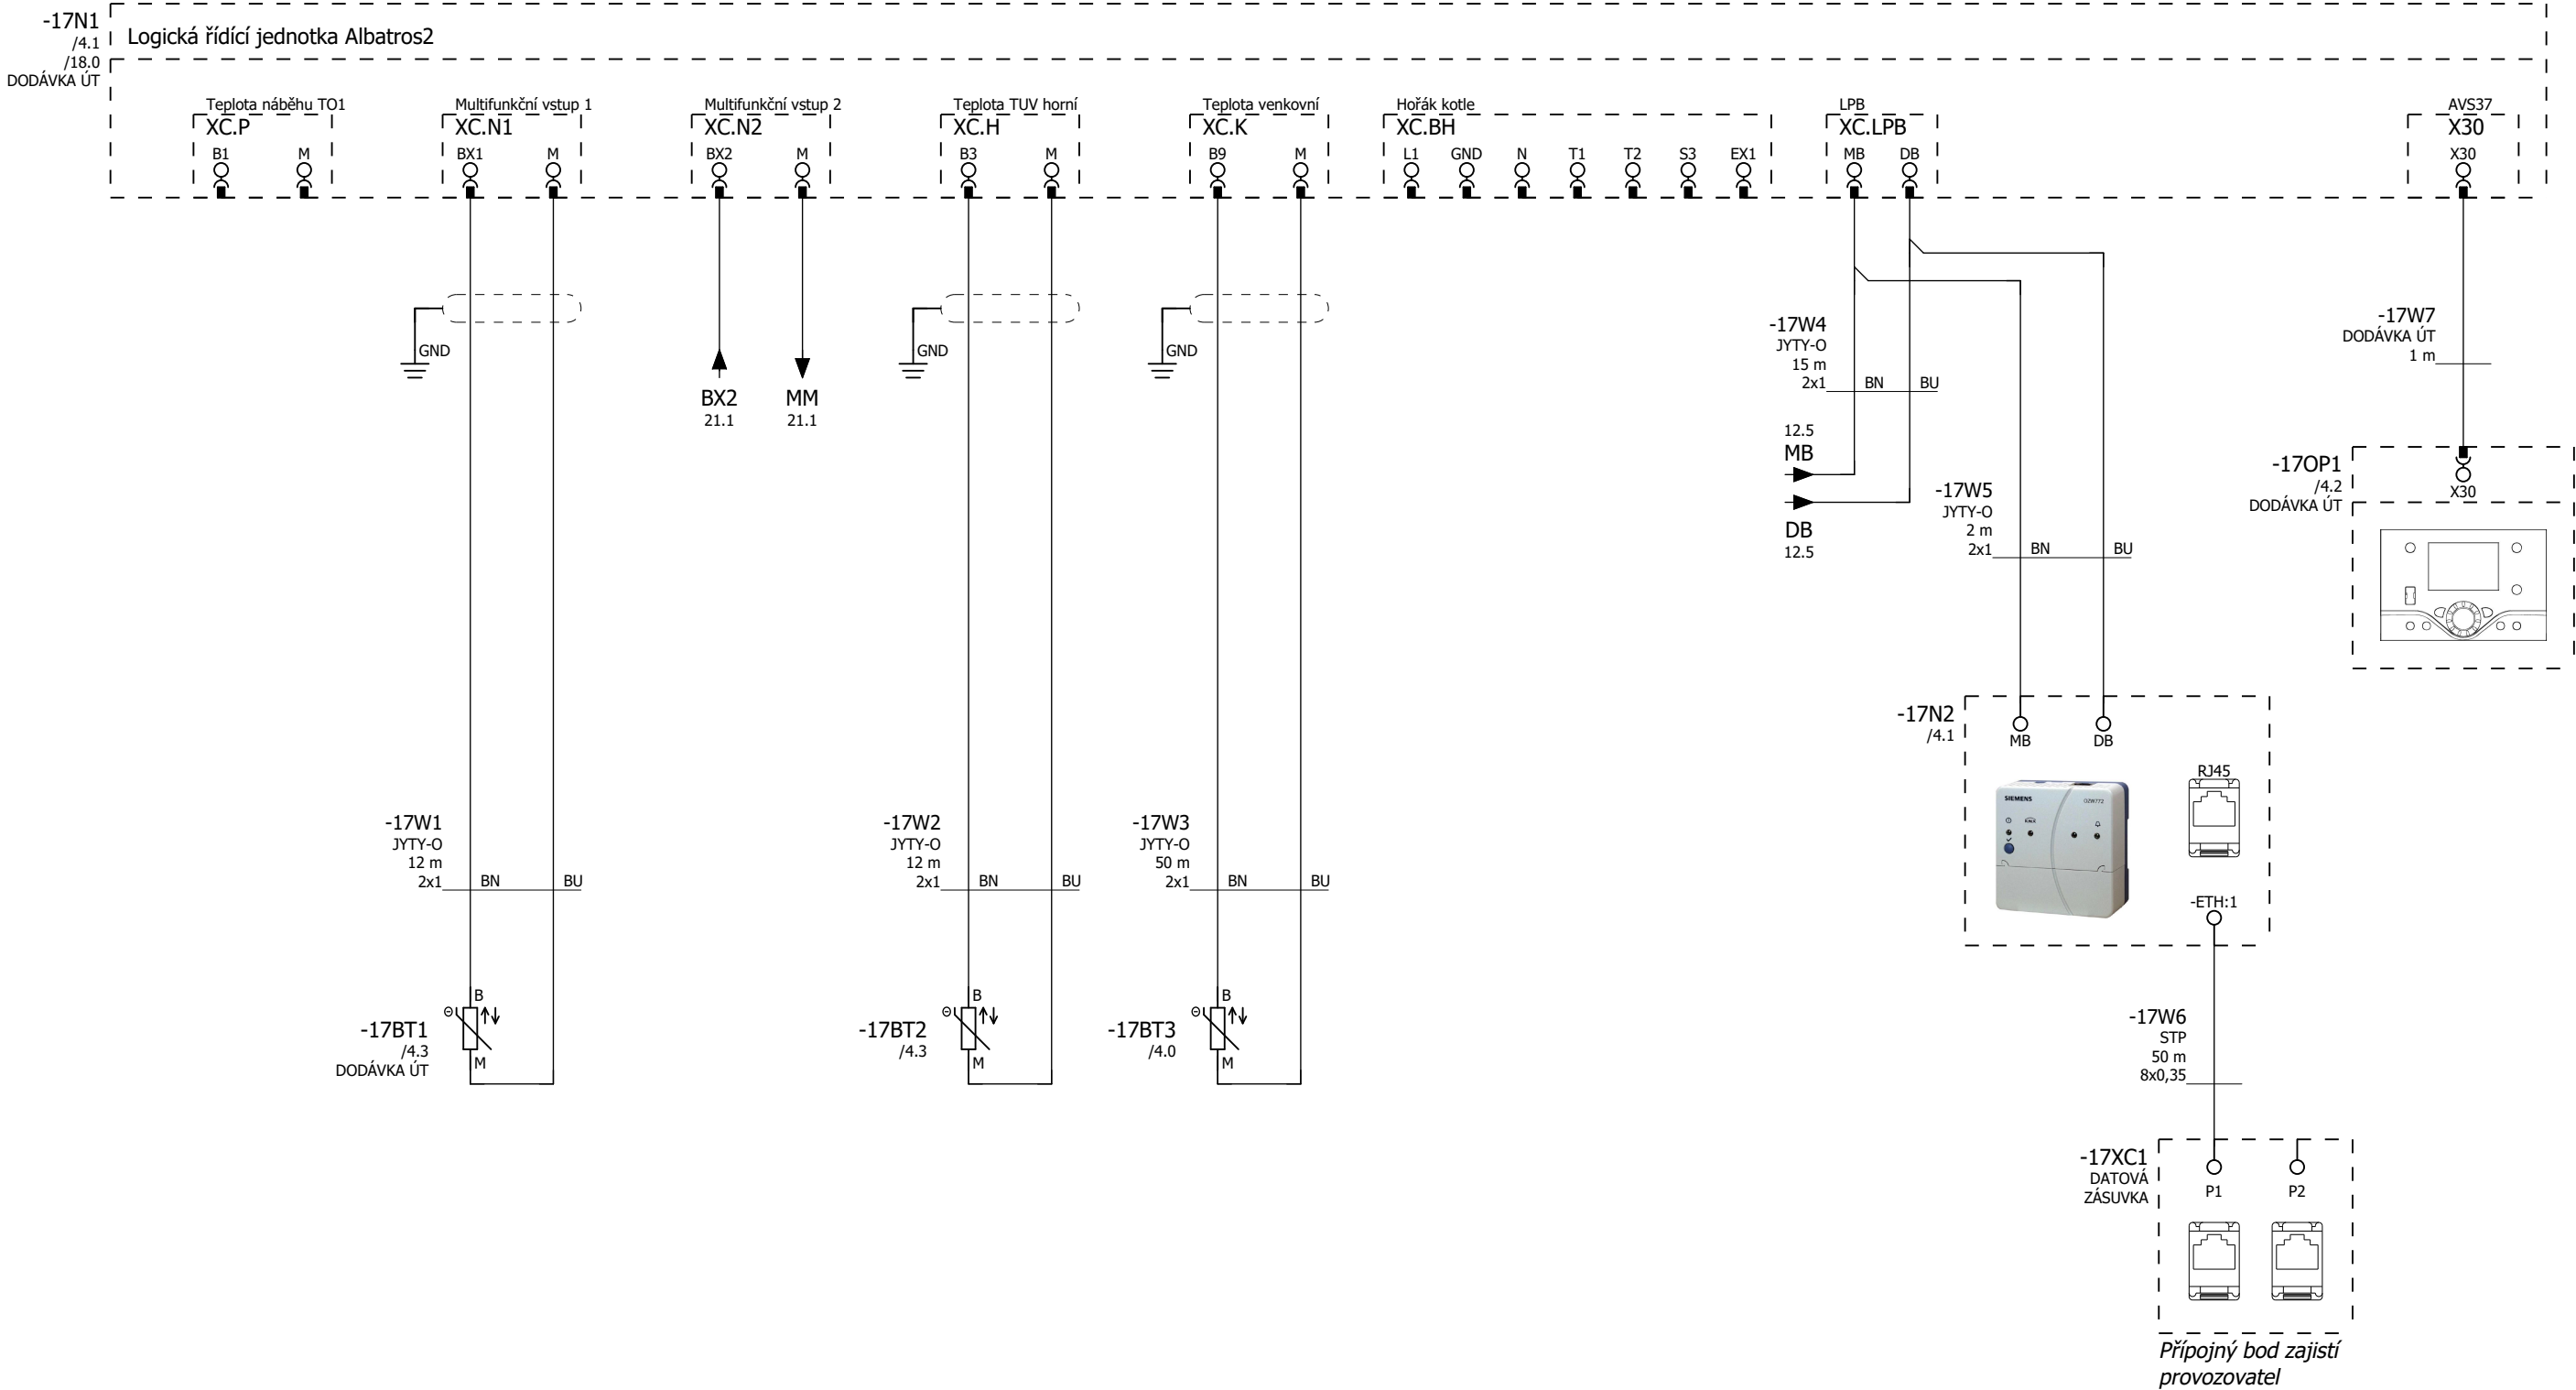 -17N1
/4.1
/18.0
DODÁVKA ÚT
Logická řídící jednotka Albatros2
Teplota náběhu TO1
XC.P
B1 M
Multifunkční vstup 1
XC.N1
BX1 M
Multifunkční vstup 2
XC.N2
BX2 M
Teplota TUV horní
XC.H
B3 M
Teplota venkovní
XC.K
B9 M
Hořák kotle
XC.BH
L1 GND N T1 T2 S3 EX1
LPB
XC.LPB
MB DB
AVS37
X30
X30
GND
GND
GND
BX2
21.1
MM
21.1
-17W4
JYTY-O
15 m
2x1 BN BU
12.5
MB
DB
12.5
-17W5
JYTY-O
2 m
2x1 BN BU
-17W7
DODÁVKA ÚT
1 m
-17OP1
/4.2
DODÁVKA ÚT
X30
-17N2
/4.1
MB DB
SIEMENS
OZW772
RJ45
-ETH:1
-17W1
JYTY-O
12 m
2x1 BN BU
-17W2
JYTY-O
12 m
2x1 BN BU
-17W3
JYTY-O
50 m
2x1 BN BU
-17BT1
/4.3
DODÁVKA ÚT
B
M
-17BT2
/4.3
B
M
-17BT3
/4.0
B
M
-17W6
STP
50 m
8x0,35
-17XC1
DATOVÁ
ZÁSUVKA
P1 P2
Přípojný bod zajistí
provozovatel